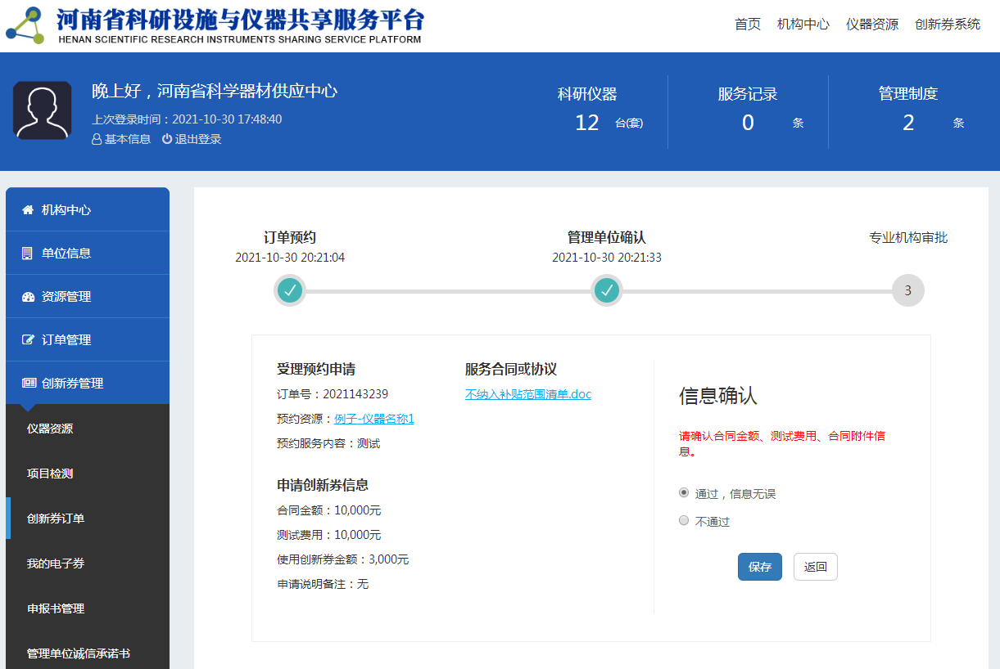 河南省科研设施与仪器共享服务平台
HENAN SCIENTIFIC RESEARCH INSTRUMENTS SHARING SERVICE PLATFORM
首页 机构中心 仪器资源 创新券系统
晚上好，河南省科学器材供应中心
上次登录时间：2021-10-30 17:48:40
基本信息 退出登录
科研仪器
12 台(套)
服务记录
0 条
管理制度
2 条
机构中心
单位信息
资源管理
订单管理
创新券管理
仪器资源
项目检测
创新券订单
我的电子券
申报书管理
管理单位诚信承诺书
订单预约
2021-10-30 20:21:04
管理单位确认
2021-10-30 20:21:33
专业机构审批
3
受理预约申请
订单号：2021143239
预约资源：例子-仪器名称1
预约服务内容：测试
申请创新券信息
合同金额：10,000元
测试费用：10,000元
使用创新券金额：3,000元
申请说明备注：无
服务合同或协议
不纳入补贴范围清单.doc
信息确认
请确认合同金额、测试费用、合同附件信
息。
通过，信息无误
不通过
保存 返回